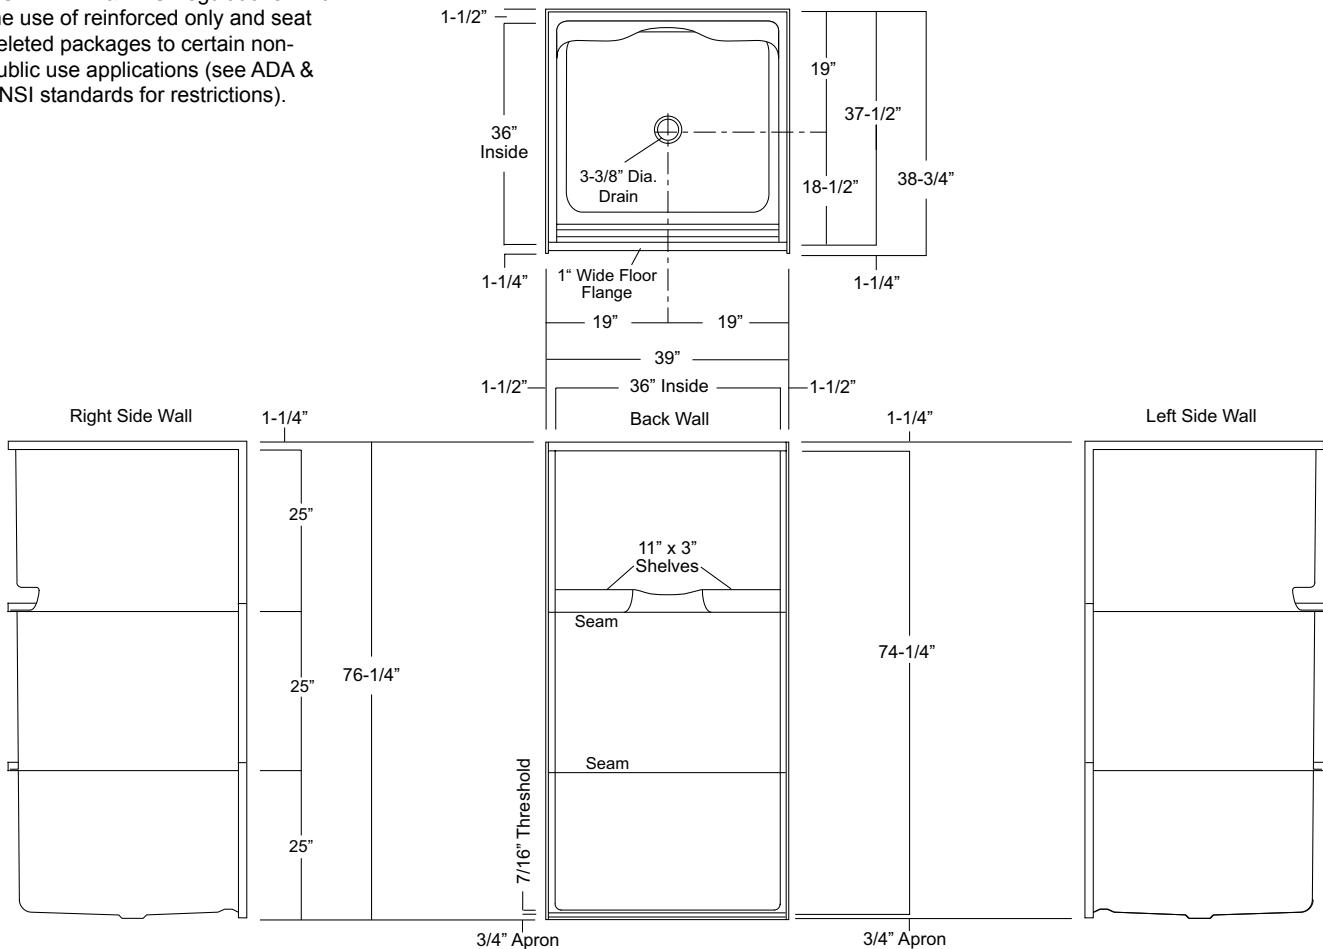 the use of reinforced only and seat
deleted packages to certain non-
public use applications (see ADA &
ANSI standards for restrictions).
1-1/2”
36”
Inside
3-3/8” Dia.
Drain
19”
37-1/2”
18-1/2”
38-3/4”
1-1/4”
1“ Wide Floor
Flange
1-1/4”
19”
19”
39”
1-1/2”
36” Inside
1-1/2”
Right Side Wall
1-1/4”
Back Wall
1-1/4”
Left Side Wall
25”
11” x 3”
Shelves
Seam
25”
76-1/4”
74-1/4”
Seam
7/16” Threshold
25”
3/4” Apron
3/4” Apron